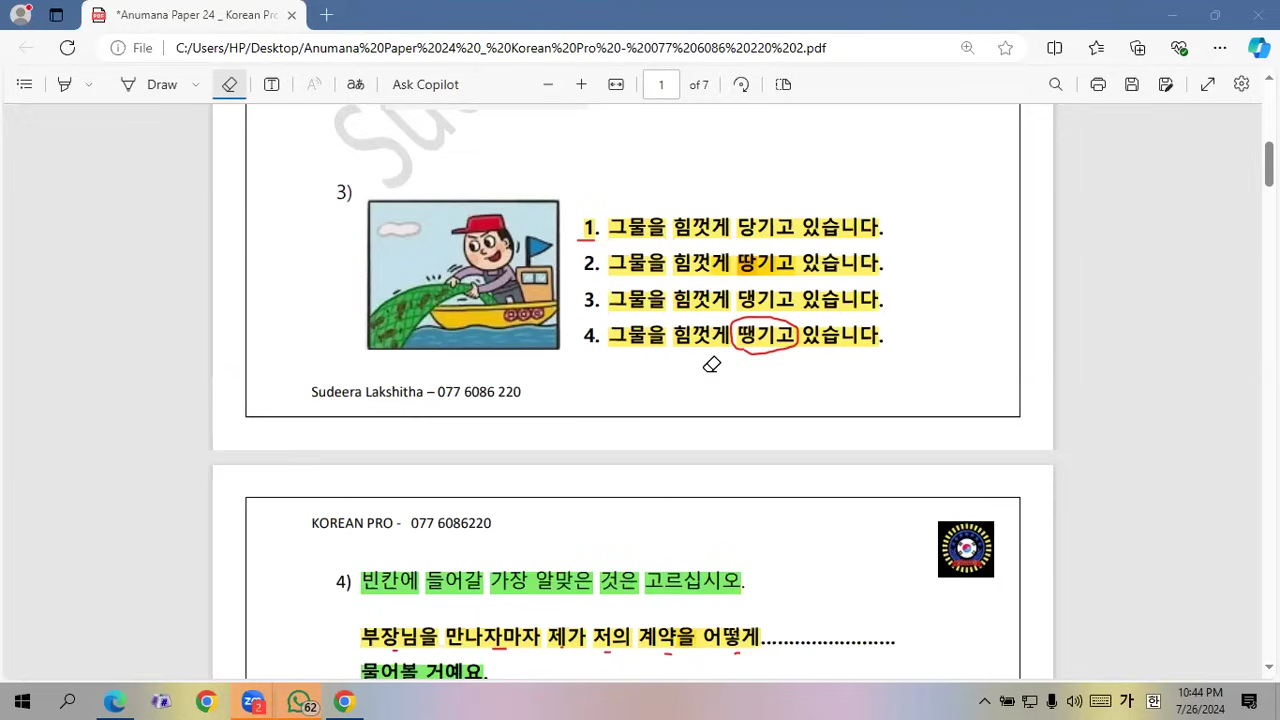 *Anumana Paper 24 _ Korean Pro
File
C:/Users/HP/Desktop/Anumana%20Paper%2024%20_%20Korean%20Pro%20-%20077%206086%20220%202.pdf
Draw
aあ
Ask Copilot
1
of 7
3)
1. 그물을 힘껏게 당기고 있습니다.
2. 그물을 힘껏게 땅기고 있습니다.
3. 그물을 힘껏게 댕기고 있습니다.
4. 그물을 힘껏게 땡기고 있습니다.
Sudeera Lakshitha – 077 6086 220
KOREAN PRO - 077 6086220
4) 빈칸에 들어갈 가장 알맞은 것은 고르십시오.
부장님을 만나자마자 제가 저의 계약을 어떻게.......................
물어볼 거예요.
2
62
가
한
10:44 PM
7/26/2024